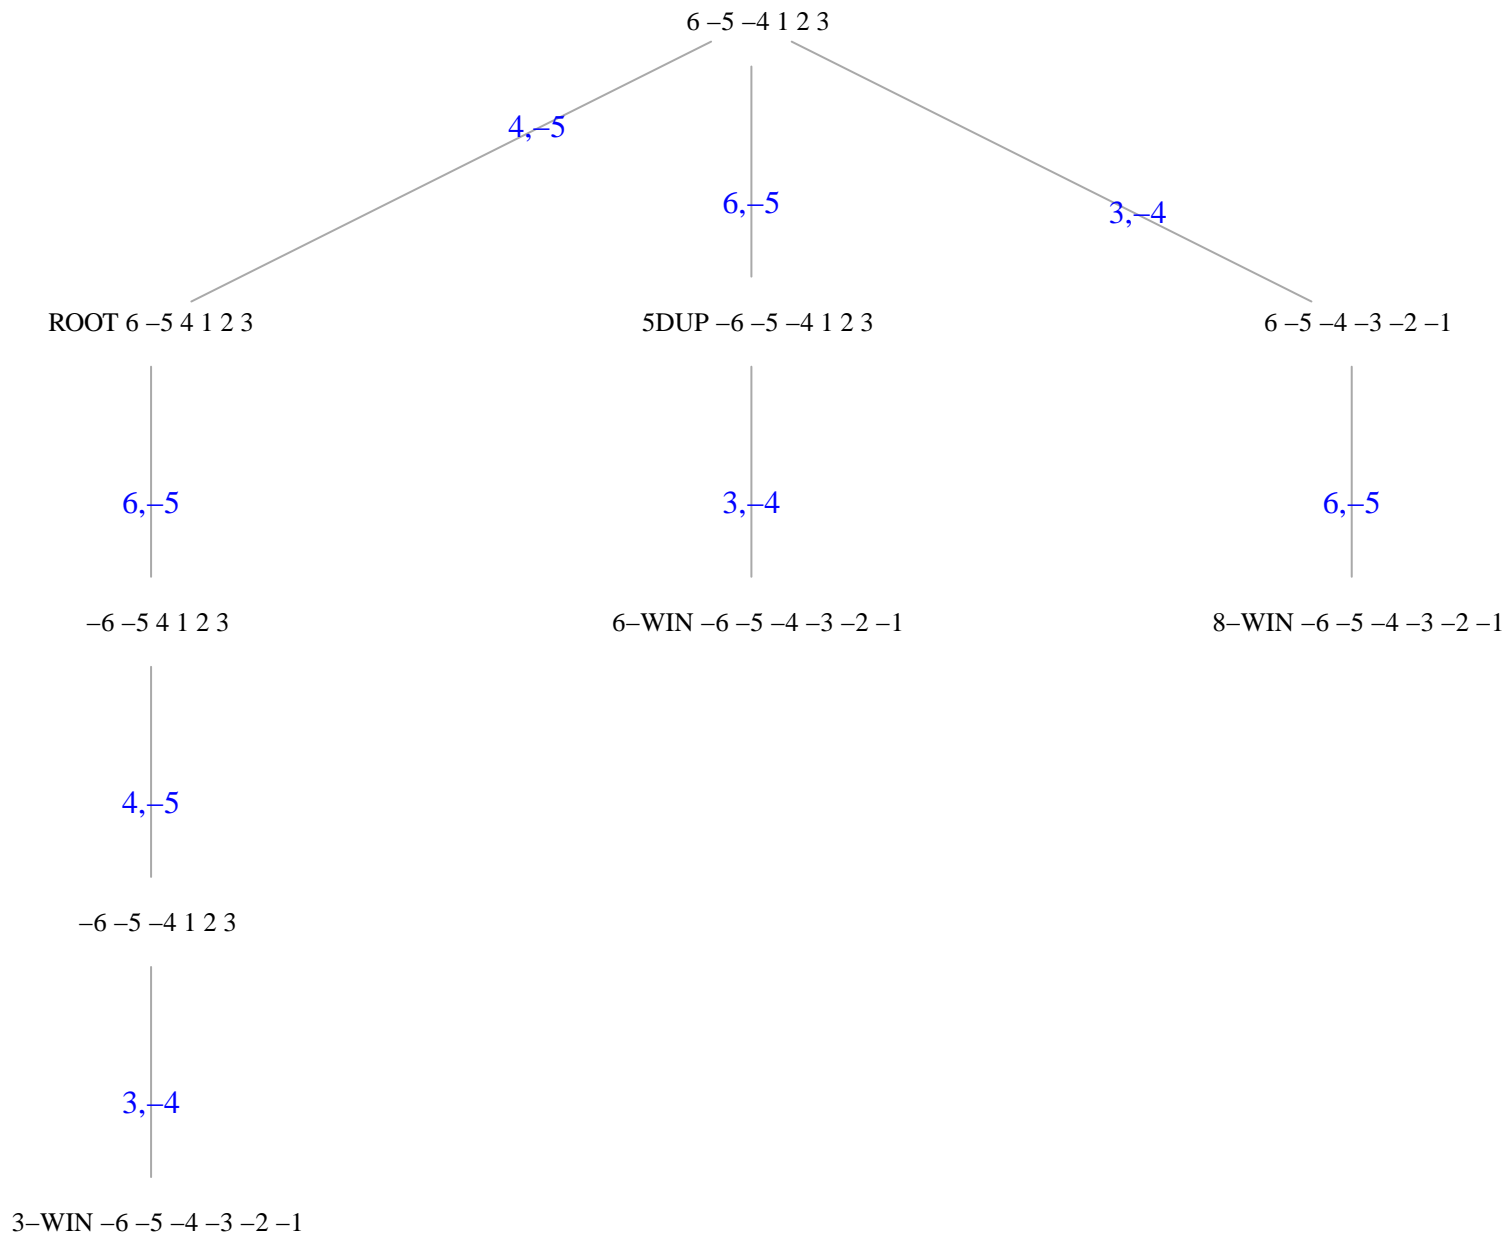 6 –5 –4 1 2 3
4,–5
6,–5
3,–4
ROOT 6 –5 4 1 2 3
5DUP –6 –5 –4 1 2 3
6 –5 –4 –3 –2 –1
6,–5
3,–4
6,–5
–6 –5 4 1 2 3
6–WIN –6 –5 –4 –3 –2 –1
8–WIN –6 –5 –4 –3 –2 –1
4,–5
–6 –5 –4 1 2 3
3,–4
3–WIN –6 –5 –4 –3 –2 –1